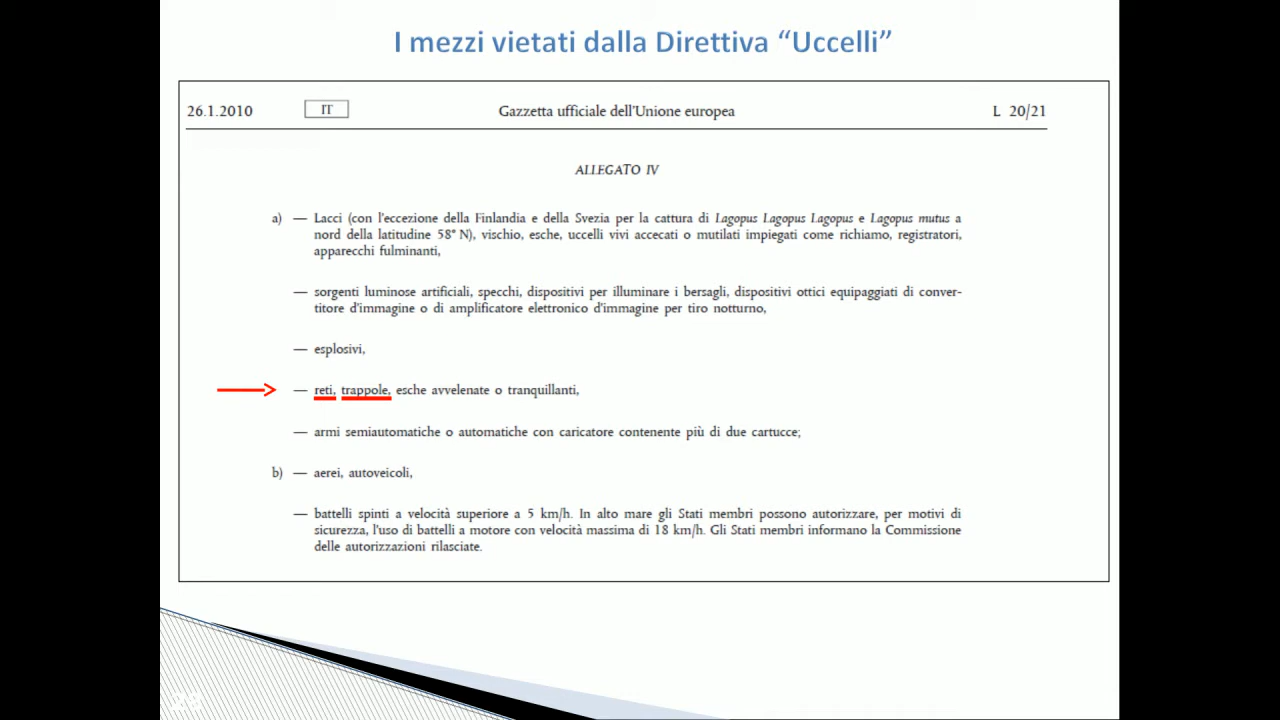 I mezzi vietati dalla Direttiva “Uccelli”
26.1.2010 IT Gazzetta ufficiale dell'Unione europea L 20/21
ALLEGATO IV
a) — Lacci (con l'eccezione della Finlandia e della Svezia per la cattura di Lagopus Lagopus Lagopus e Lagopus mutus a
nord della latitudine 58° N), vischio, esche, uccelli vivi accecati o mutilati impiegati come richiamo, registratori,
apparecchi fulminanti,
— sorgenti luminose artificiali, specchi, dispositivi per illuminare i bersagli, dispositivi ottici equipaggiati di conver-
titore d'immagine o di amplificatore elettronico d'immagine per tiro notturno,
— esplosivi,
— reti, trappole, esche avvelenate o tranquillanti,
— armi semiautomatiche o automatiche con caricatore contenente più di due cartucce;
b) — aerei, autoveicoli,
— battelli spinti a velocità superiore a 5 km/h. In alto mare gli Stati membri possono autorizzare, per motivi di
sicurezza, l'uso di battelli a motore con velocità massima di 18 km/h. Gli Stati membri informano la Commissione
delle autorizzazioni rilasciate.